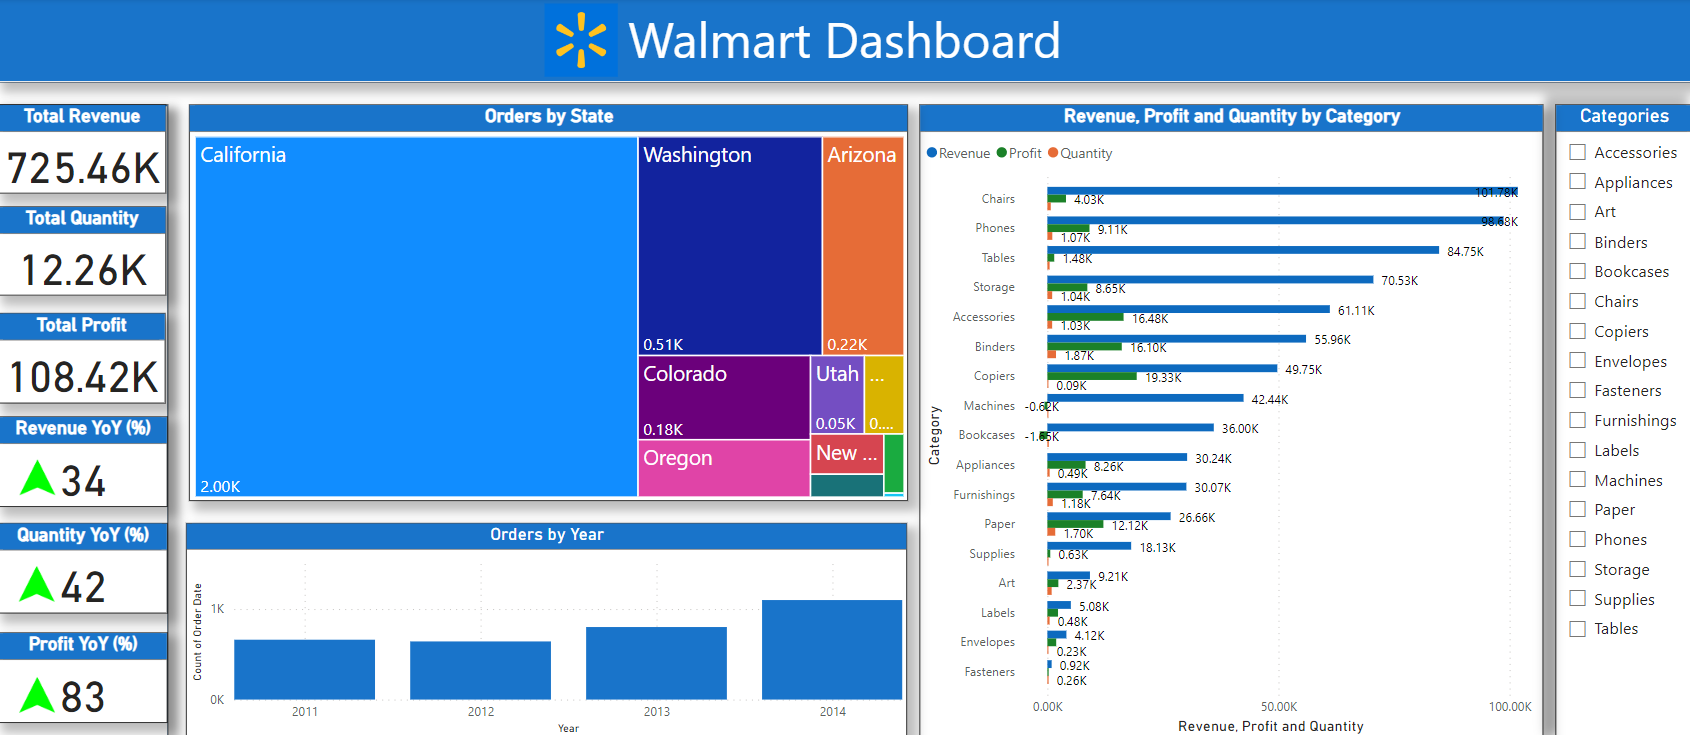 Walmart Dashboard
Total Revenue
725.46K
Total Quantity
12.26K
Total Profit
108.42K
Revenue YoY (%)
34
Quantity YoY (%)
42
Profit YoY (%)
83
Orders by State
California
2.00K
Washington
0.51K
Arizona
0.22K
Colorado
0.18K
Utah
0.05K
...
0....
Oregon
New ...
Orders by Year
Count of Order Date
1K
0K
2011
2012
2013
2014
Year
Revenue, Profit and Quantity by Category
Revenue Profit Quantity
Category
Chairs 101.78K
4.03K
Phones 98.68K
9.11K
1.07K
Tables 84.75K
1.48K
Storage 70.53K
8.65K
1.04K
Accessories 61.11K
16.48K
1.03K
Binders 55.96K
16.10K
1.87K
Copiers 49.75K
19.33K
0.09K
Machines 42.44K
-0.62K
Bookcases 36.00K
-1.65K
Appliances 30.24K
8.26K
0.49K
Furnishings 30.07K
7.64K
1.18K
Paper 26.66K
12.12K
1.70K
Supplies 18.13K
0.63K
Art 9.21K
2.37K
Labels 5.08K
0.48K
Envelopes 4.12K
0.23K
Fasteners 0.92K
0.26K
0.00K 50.00K 100.00K
Revenue, Profit and Quantity
Categories
Accessories
Appliances
Art
Binders
Bookcases
Chairs
Copiers
Envelopes
Fasteners
Furnishings
Labels
Machines
Paper
Phones
Storage
Supplies
Tables